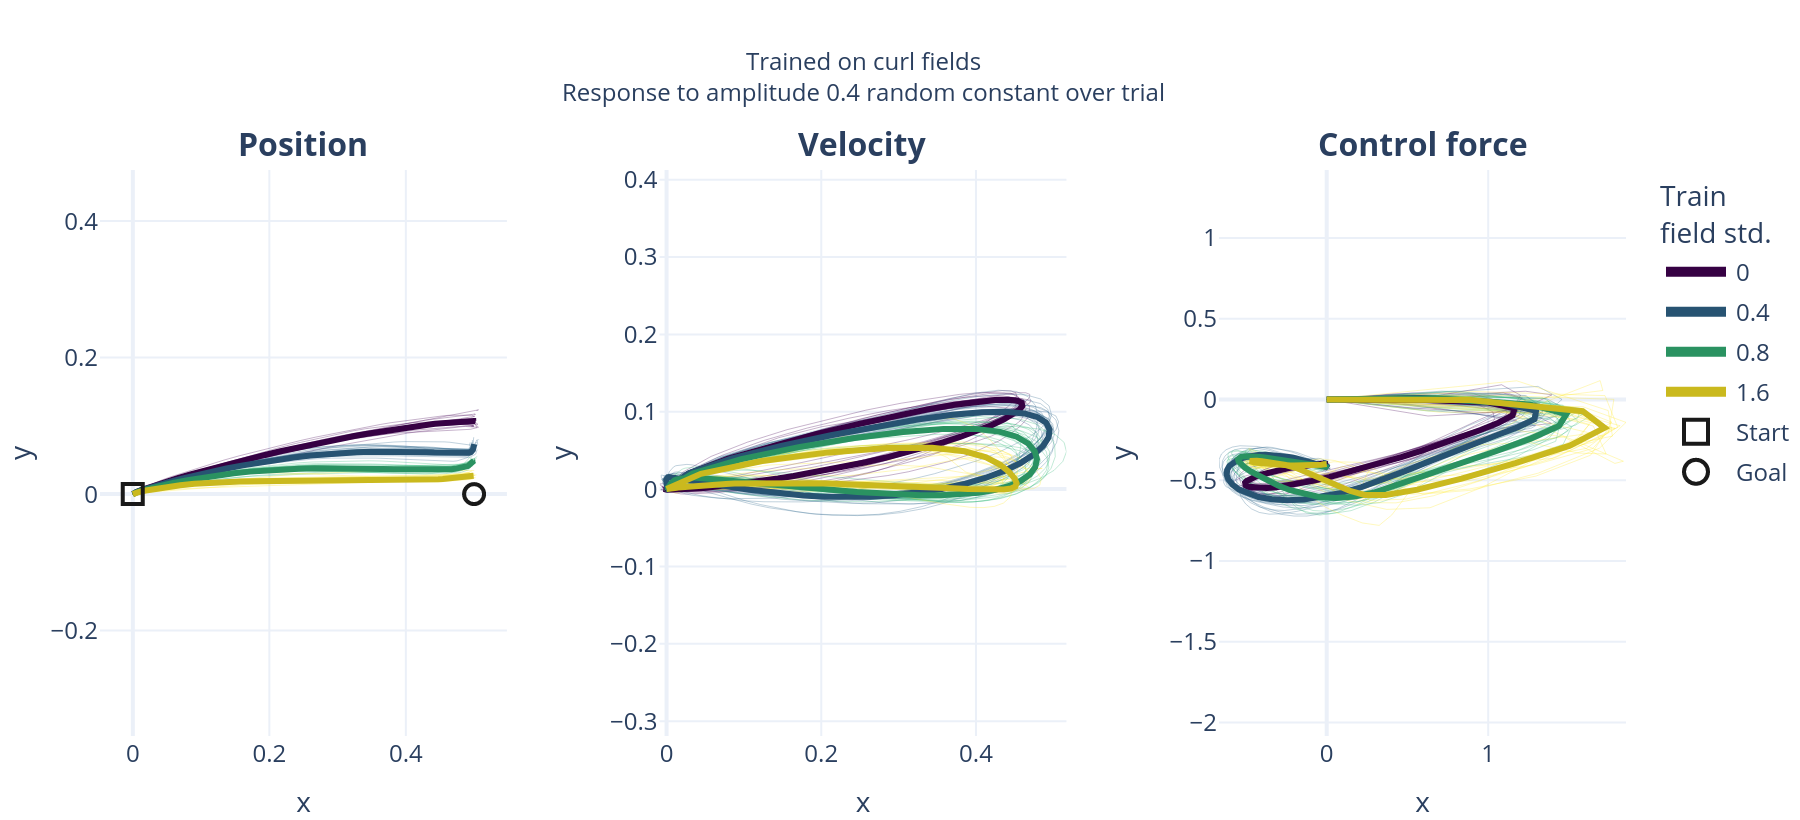 Trained on curl fields
Response to amplitude 0.4 random constant over trial
Position
Velocity
Control force
0.4
0.2
0
−0.2
y
0
0.2
0.4
x
0.4
0.3
0.2
0.1
0
−0.1
−0.2
−0.3
y
0
0.2
0.4
x
1
0.5
0
−0.5
−1
−1.5
−2
y
0
1
x
Train
field std.
0
0.4
0.8
1.6
Start
Goal